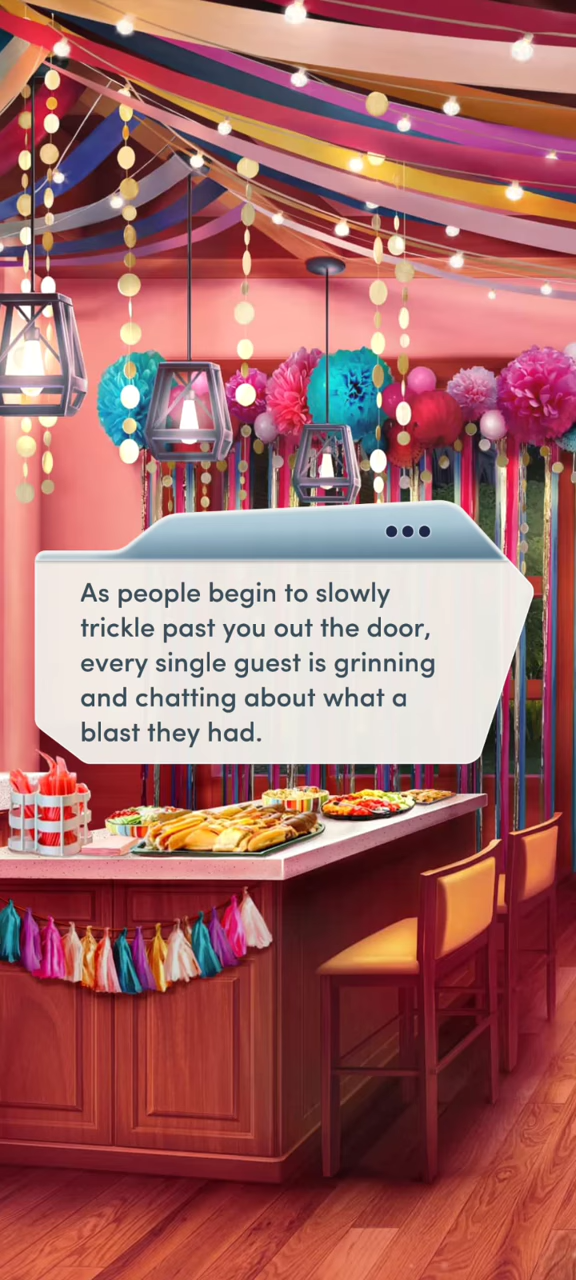 As people begin to slowly
trickle past you out the door,
every single guest is grinning
and chatting about what a
blast they had.